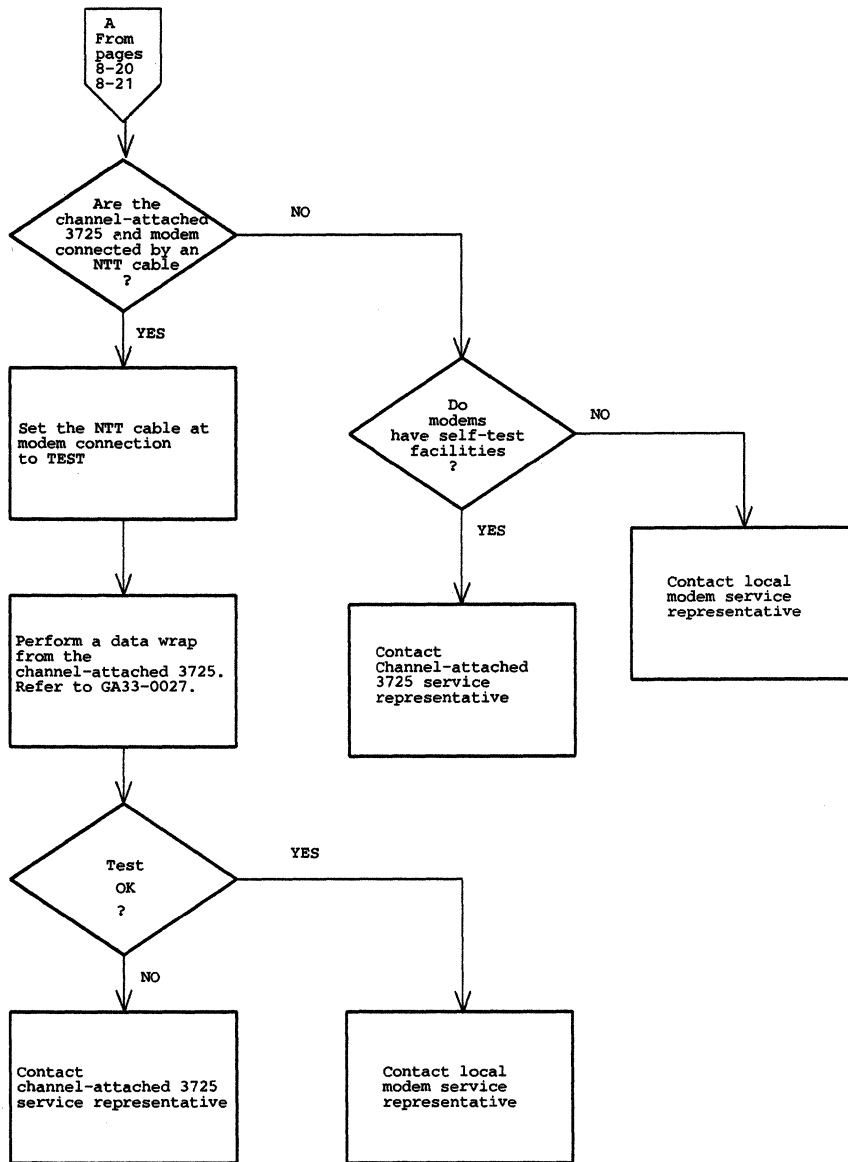 A
From
pages
8-20
8-21
Are the
channel-attached
3725 and modem
connected by an
NTT cable
?
NO
YES
Set the NTT cable at
modem connection
to TEST
Do
modems
have self-test
facilities
?
NO
YES
Contact local
modem service
representative
Perform a data wrap
from the
channel-attached 3725.
Refer to GA33-0027.
Contact
Channel-attached
3725 service
representative
Test
OK
?
YES
NO
Contact
channel-attached 3725
service representative
Contact local
modem service
representative